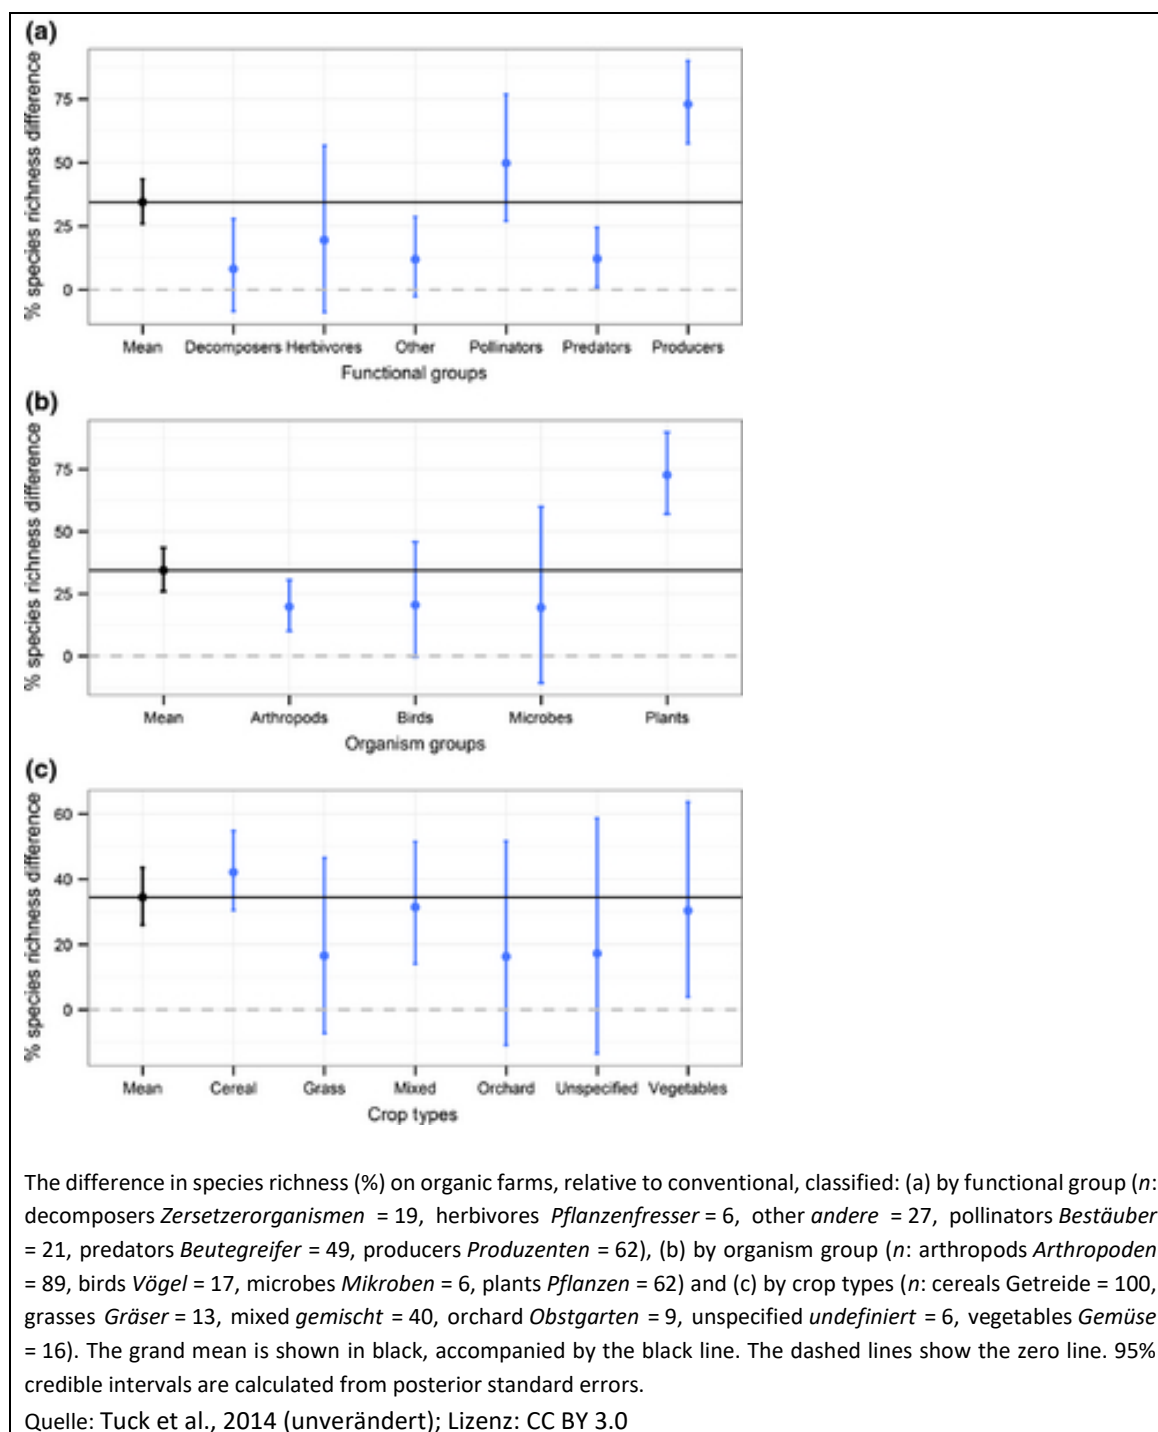 (a)
% species richness difference
75
50
25
0
Mean Decomposers Herbivores Other Pollinators Predators Producers
Functional groups
(b)
% species richness difference
75
50
25
0
Mean Arthropods Birds Microbes Plants
Organism groups
(c)
% species richness difference
60
40
20
0
Mean Cereal Grass Mixed Orchard Unspecified Vegetables
Crop types
The difference in species richness (%) on organic farms, relative to conventional, classified: (a) by functional group (n:
decomposers Zersetzerorganismen = 19, herbivores Pflanzenfresser = 6, other andere = 27, pollinators Bestäuber
= 21, predators Beutegreifer = 49, producers Produzenten = 62), (b) by organism group (n: arthropods Arthropoden
= 89, birds Vögel = 17, microbes Mikroben = 6, plants Pflanzen = 62) and (c) by crop types (n: cereals Getreide = 100,
grasses Gräser = 13, mixed gemischt = 40, orchard Obstgarten = 9, unspecified undefiniert = 6, vegetables Gemüse
= 16). The grand mean is shown in black, accompanied by the black line. The dashed lines show the zero line. 95%
credible intervals are calculated from posterior standard errors.
Quelle: Tuck et al., 2014 (unverändert); Lizenz: CC BY 3.0